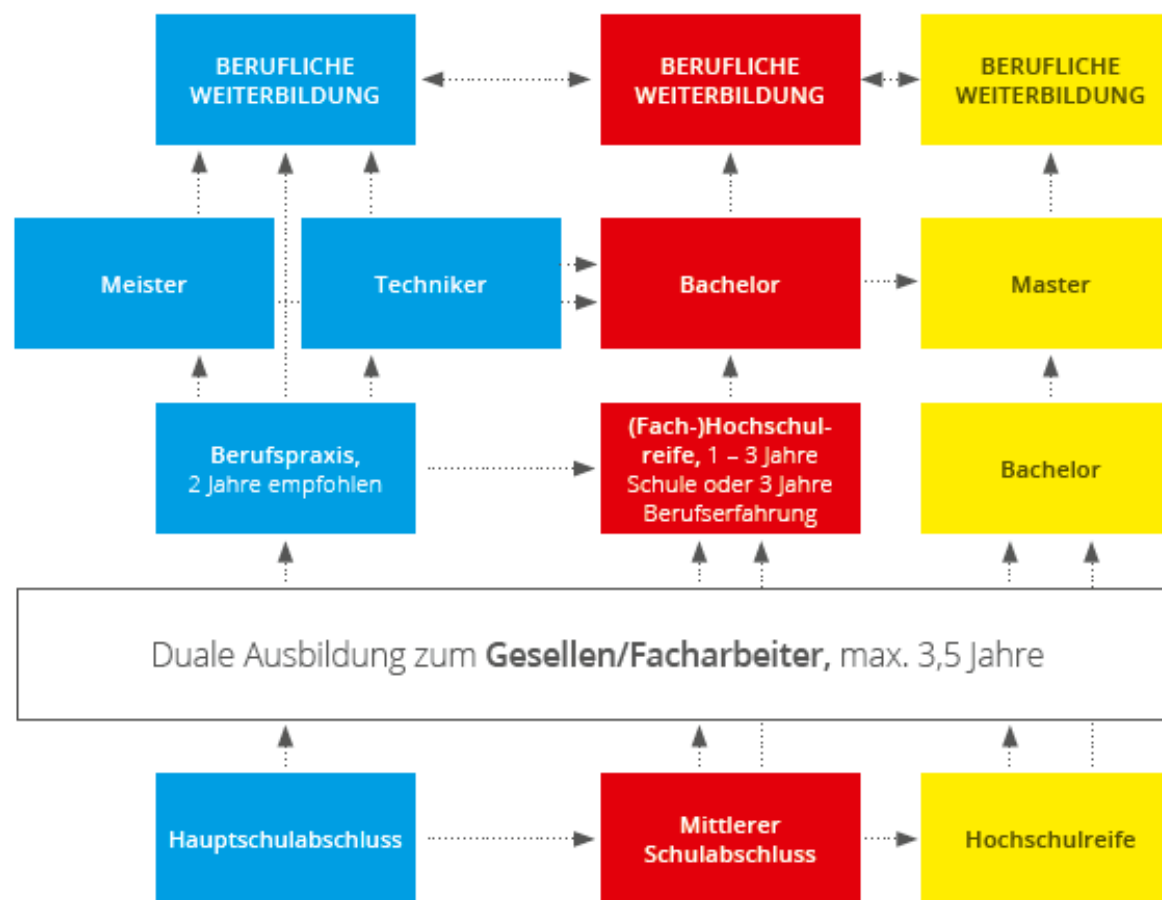 BERUFLICHE
WEITERBILDUNG
BERUFLICHE
WEITERBILDUNG
BERUFLICHE
WEITERBILDUNG
Meister
Techniker
Bachelor
Master
Berufspraxis,
2 Jahre empfohlen
(Fach-)Hochschul-
reife, 1 – 3 Jahre
Schule oder 3 Jahre
Berufserfahrung
Bachelor
Duale Ausbildung zum Gesellen/Facharbeiter, max. 3,5 Jahre
Hauptschulabschluss
Mittlerer
Schulabschluss
Hochschulreife